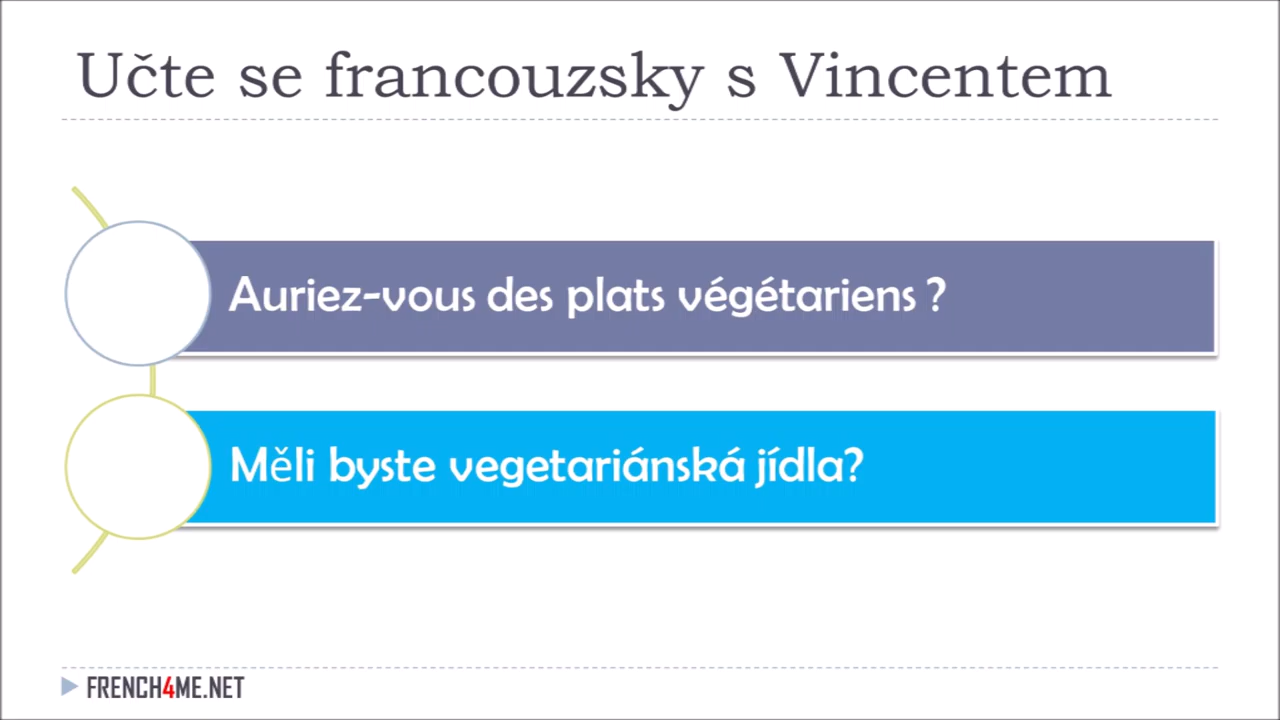 Učte se francouzsky s Vincentem
Auriez-vous des plats végétariens ?
Měli byste vegetariánská jídla?
FRENCH4ME.NET